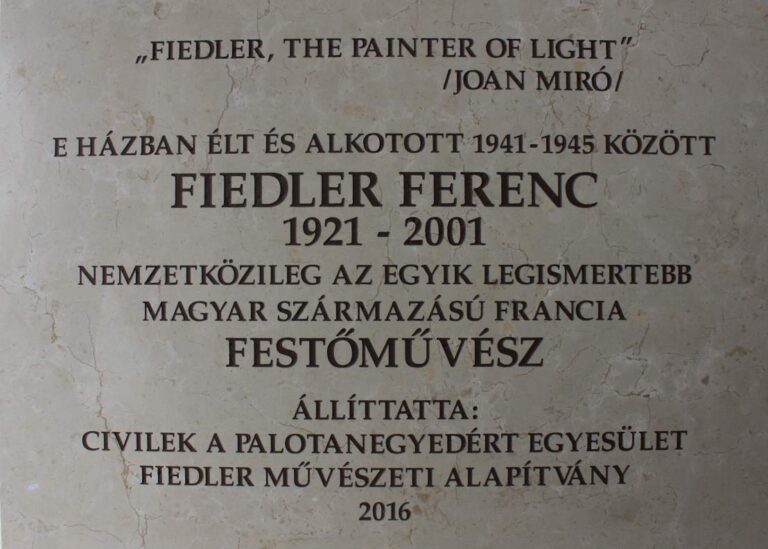 „FIEDLER, THE PAINTER OF LIGHT”
/JOAN MIRÓ/
E HÁZBAN ÉLT ÉS ALKOTOTT 1941-1945 KÖZÖTT
FIEDLER FERENC
1921 - 2001
NEMZETKÖZILEG AZ EGYIK LEGISMERTEBB
MAGYAR SZÁRMAZÁSÚ FRANCIA
FESTŐMŰVÉSZ
ÁLLÍTTATTA:
CIVILEK A PALOTANEGYEDÉRT EGYESÜLET
FIEDLER MŰVÉSZETI ALAPÍTVÁNY
2016